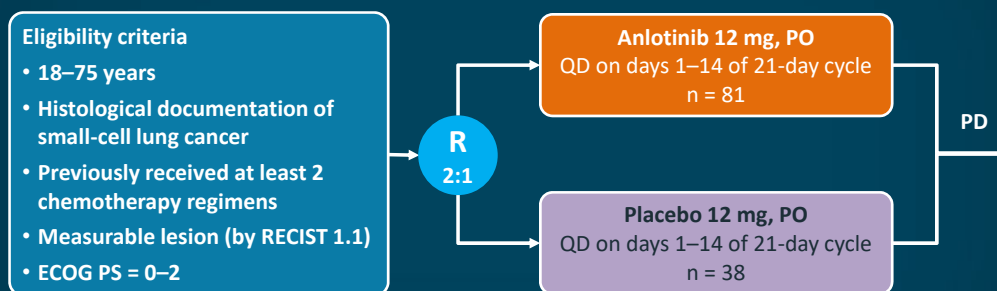 Eligibility criteria
• 18–75 years
• Histological documentation of
small-cell lung cancer
• Previously received at least 2
chemotherapy regimens
• Measurable lesion (by RECIST 1.1)
• ECOG PS = 0–2
R
2:1
Anlotinib 12 mg, PO
QD on days 1–14 of 21-day cycle
n = 81
Placebo 12 mg, PO
QD on days 1–14 of 21-day cycle
n = 38
PD